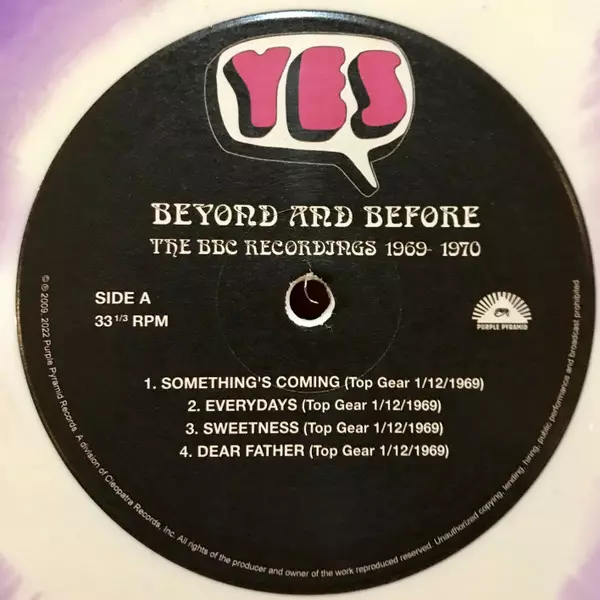 YES
BEYOND AND BEFORE
THE BBC RECORDINGS 1969- 1970
SIDE A
33 1/3 RPM
PURPLE PYRAMID
1. SOMETHING'S COMING (Top Gear 1/12/1969)
2. EVERYDAYS (Top Gear 1/12/1969)
3. SWEETNESS (Top Gear 1/12/1969)
4. DEAR FATHER (Top Gear 1/12/1969)
℗ © 2009, 2022 Purple Pyramid Records. A division of Cleopatra Records, Inc. All rights of the producer and owner of the work reproduced reserved. Unauthorized copying, lending, hiring, public performance and broadcast prohibited